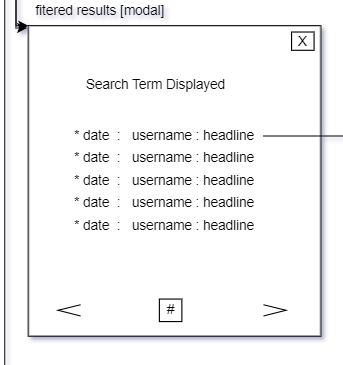 fitered results [modal]
X
Search Term Displayed
* date : username : headline
* date : username : headline
* date : username : headline
* date : username : headline
* date : username : headline
< # >